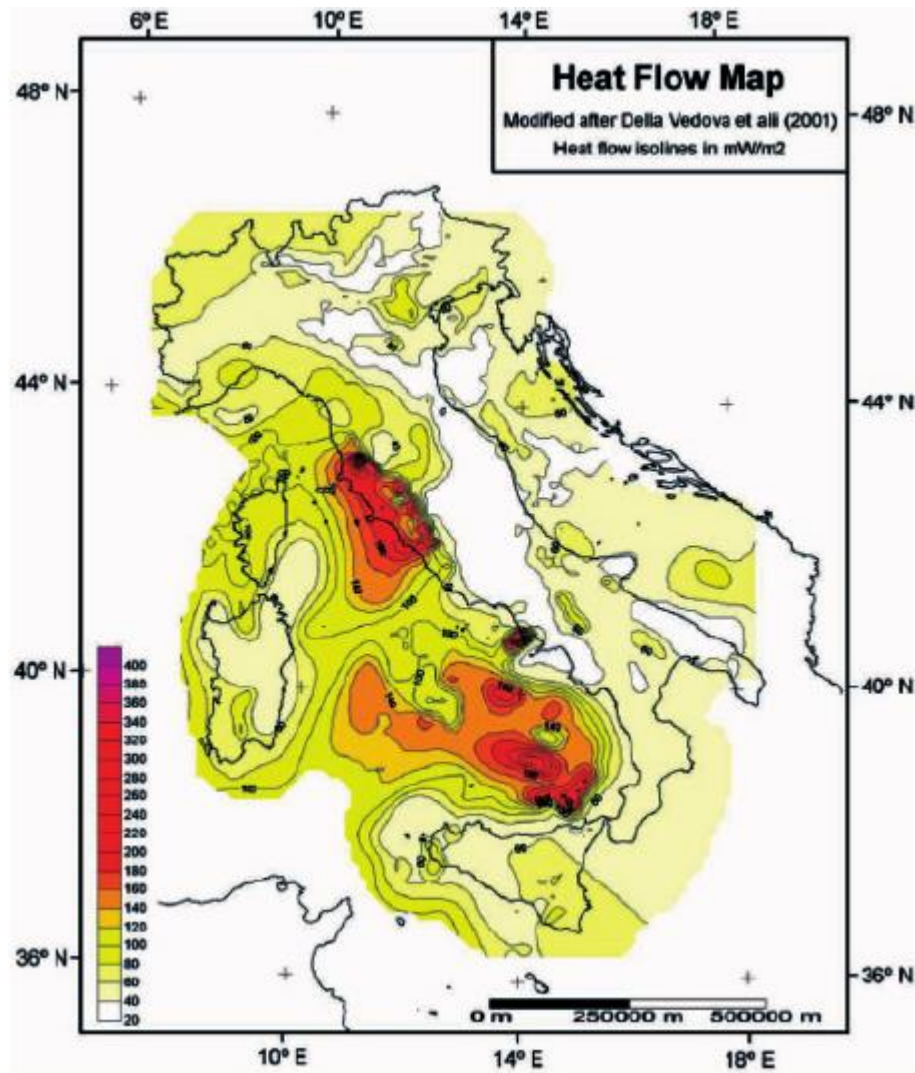 6° E 10° E 14° E 18° E
Heat Flow Map
Modified after Della Vedova et alii (2001)
Heat flow isolines in mW/m2
48° N 48° N
44° N 44° N
40° N 40° N
36° N 36° N
400
380
360
340
320
300
280
260
240
220
200
180
160
140
120
100
80
60
40
20
0 m 250000 m 500000 m
10° E 14° E 18° E